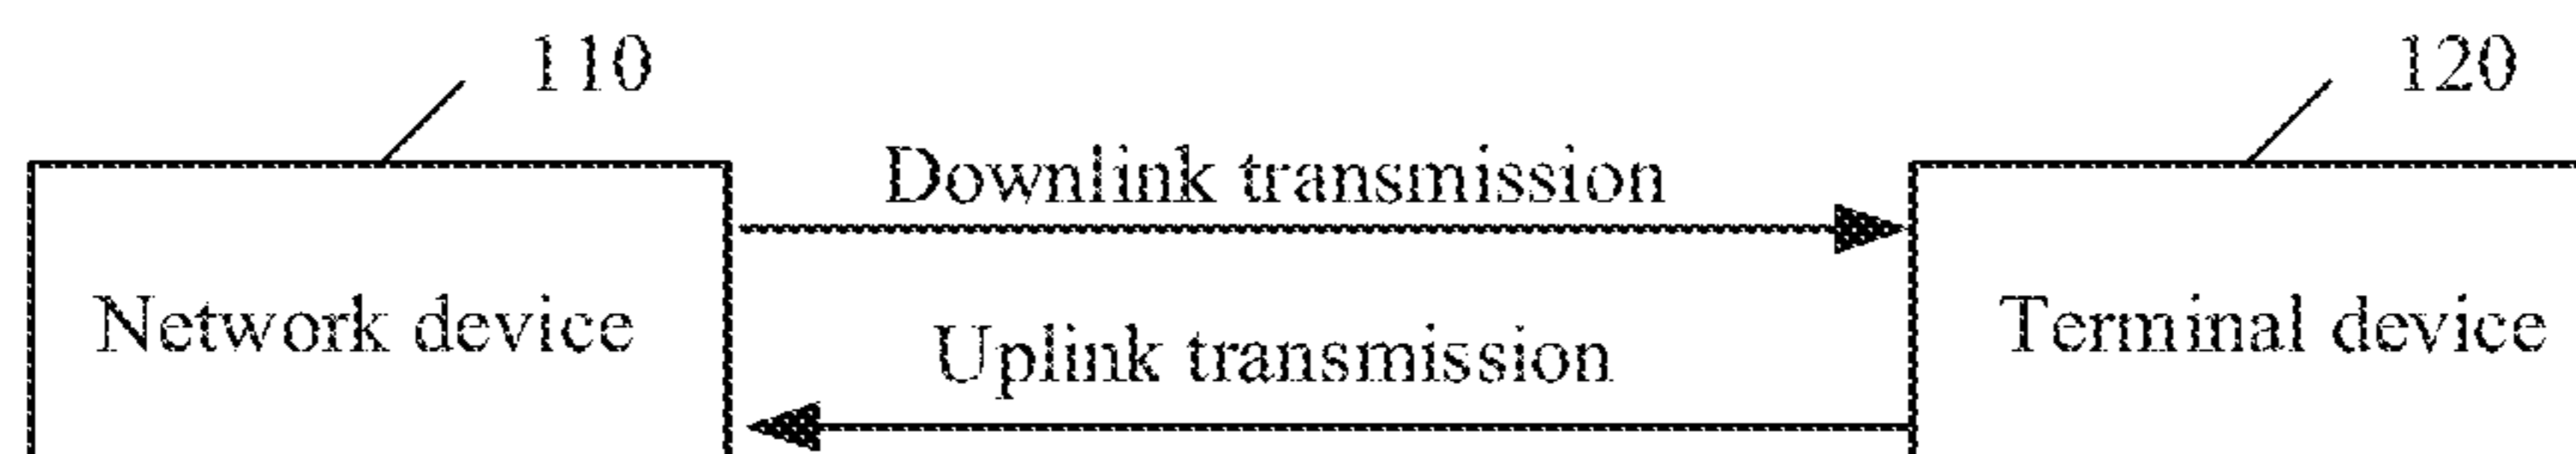 110
120
Downlink transmission
Network device
Terminal device
Uplink transmission